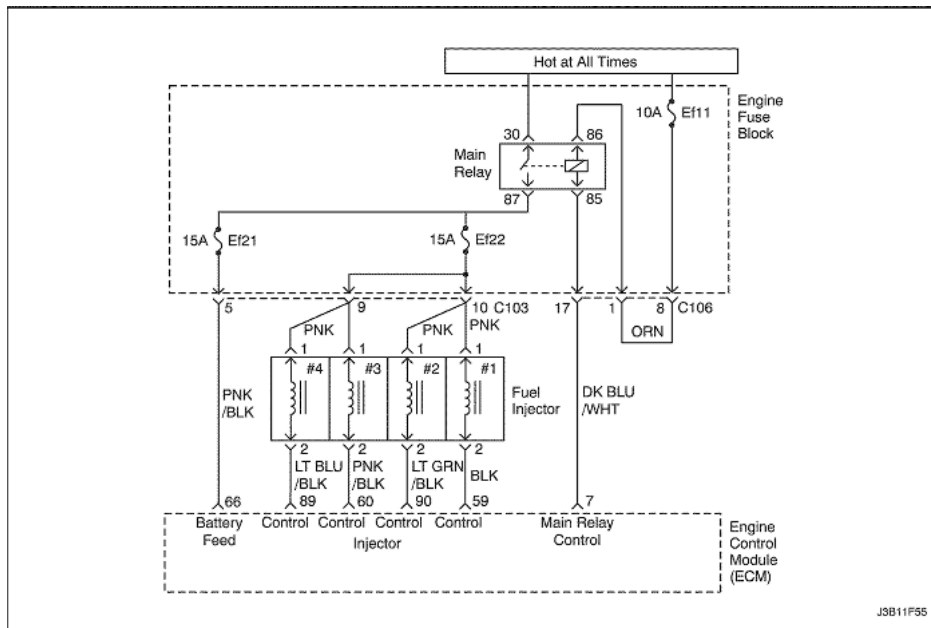 Hot at All Times
Engine
Fuse
Block
10A Ef11
30 86
Main
Relay
87 85
15A Ef21
15A Ef22
5 9 10 C103 17 1 8 C106
PNK PNK PNK ORN
1 1 1 1
#4 #3 #2 #1
Fuel
Injector
PNK
/BLK
DK BLU
/WHT
2 2 2 2
LT BLU
/BLK
PNK
/BLK
LT GRN
/BLK
BLK
66 89 60 90 59 7
Battery
Feed
Control Control Control Control
Injector
Main Relay
Control
Engine
Control
Module
(ECM)
J3B11F55